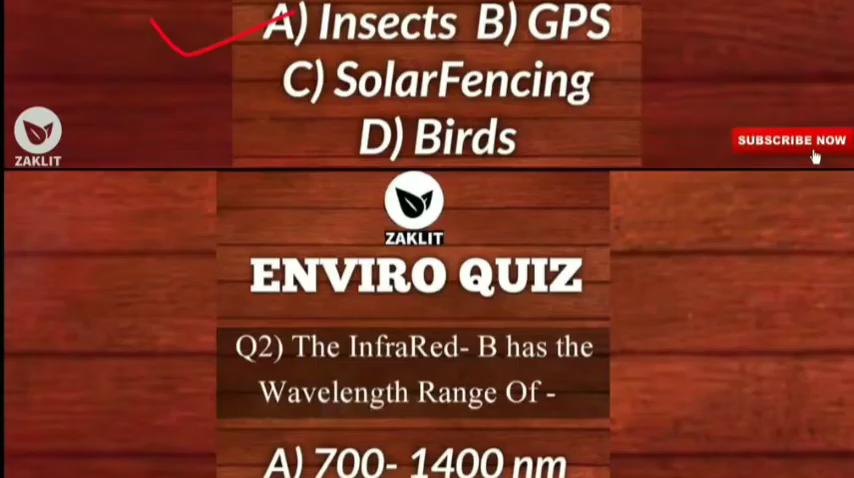 A) Insects B) GPS
C) SolarFencing
D) Birds
ZAKLIT
SUBSCRIBE NOW
ZAKLIT
ENVIRO QUIZ
Q2) The InfraRed- B has the
Wavelength Range Of -
A) 700- 1400 nm